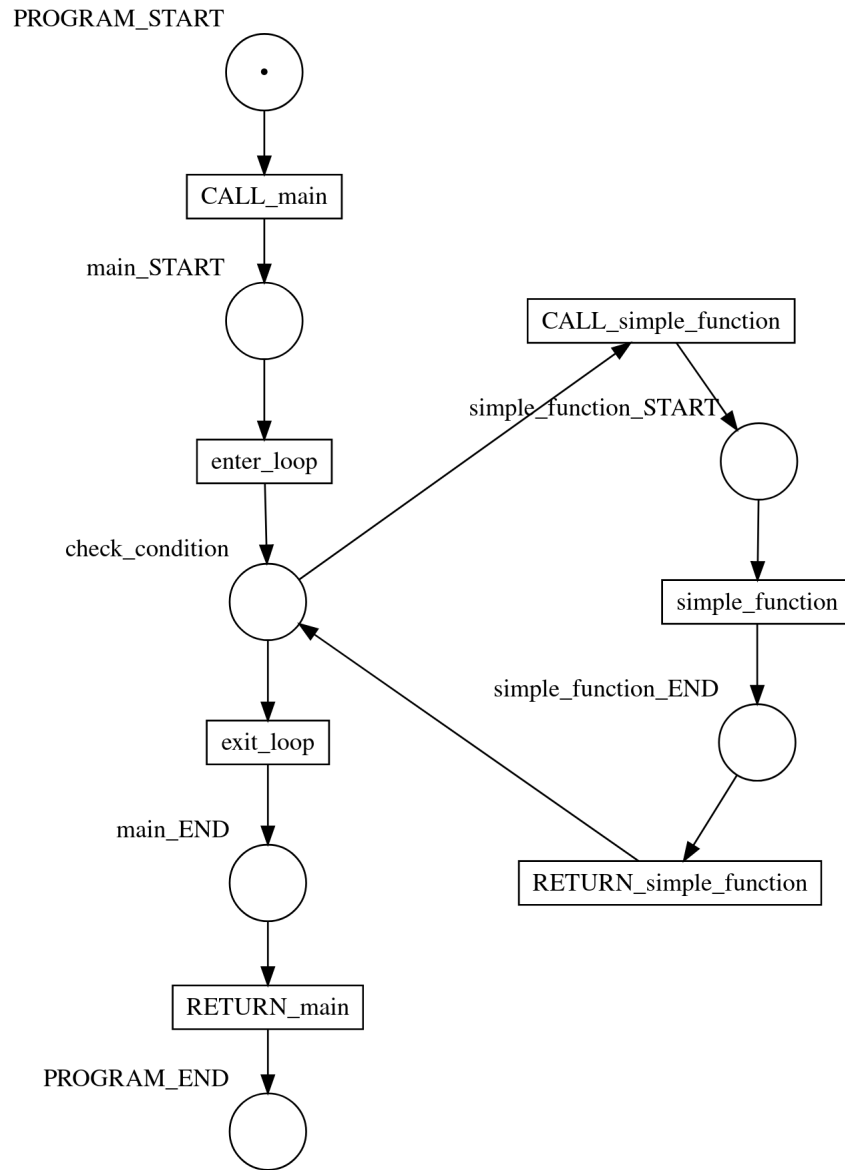 PROGRAM_START
CALL_main
main_START
CALL_simple_function
simple_function_START
enter_loop
check_condition
simple_function
simple_function_END
exit_loop
main_END
RETURN_simple_function
RETURN_main
PROGRAM_END